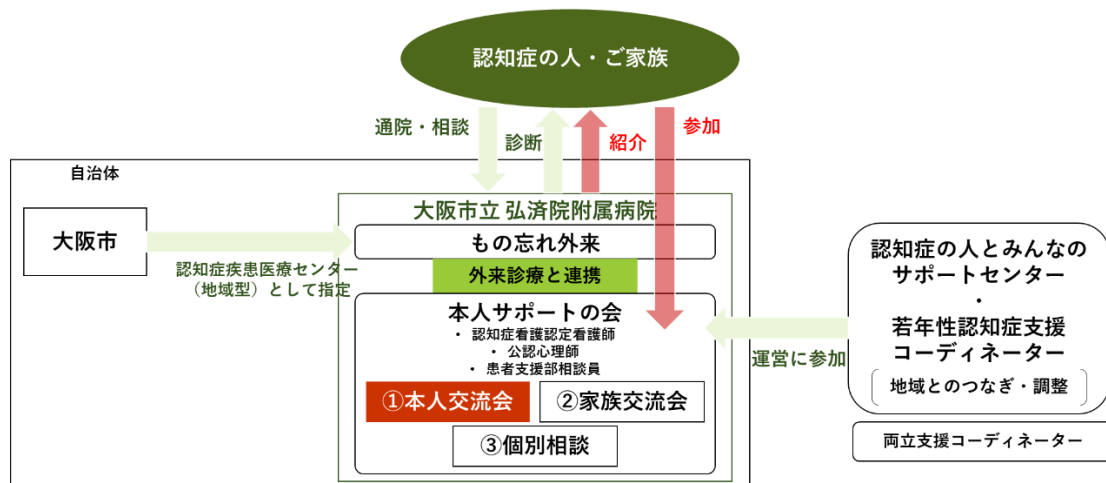 認知症の人・ご家族
通院・相談
診断
紹介
参加
自治体
大阪市
認知症疾患医療センター
（地域型）として指定
大阪市立 弘済院附属病院
もの忘れ外来
外来診療と連携
本人サポートの会
・ 認知症看護認定看護師
・ 公認心理師
・ 患者支援部相談員
①本人交流会
②家族交流会
③個別相談
運営に参加
認知症の人とみんなの
サポートセンター
・
若年性認知症支援
コーディネーター
地域とのつなぎ・調整
両立支援コーディネーター